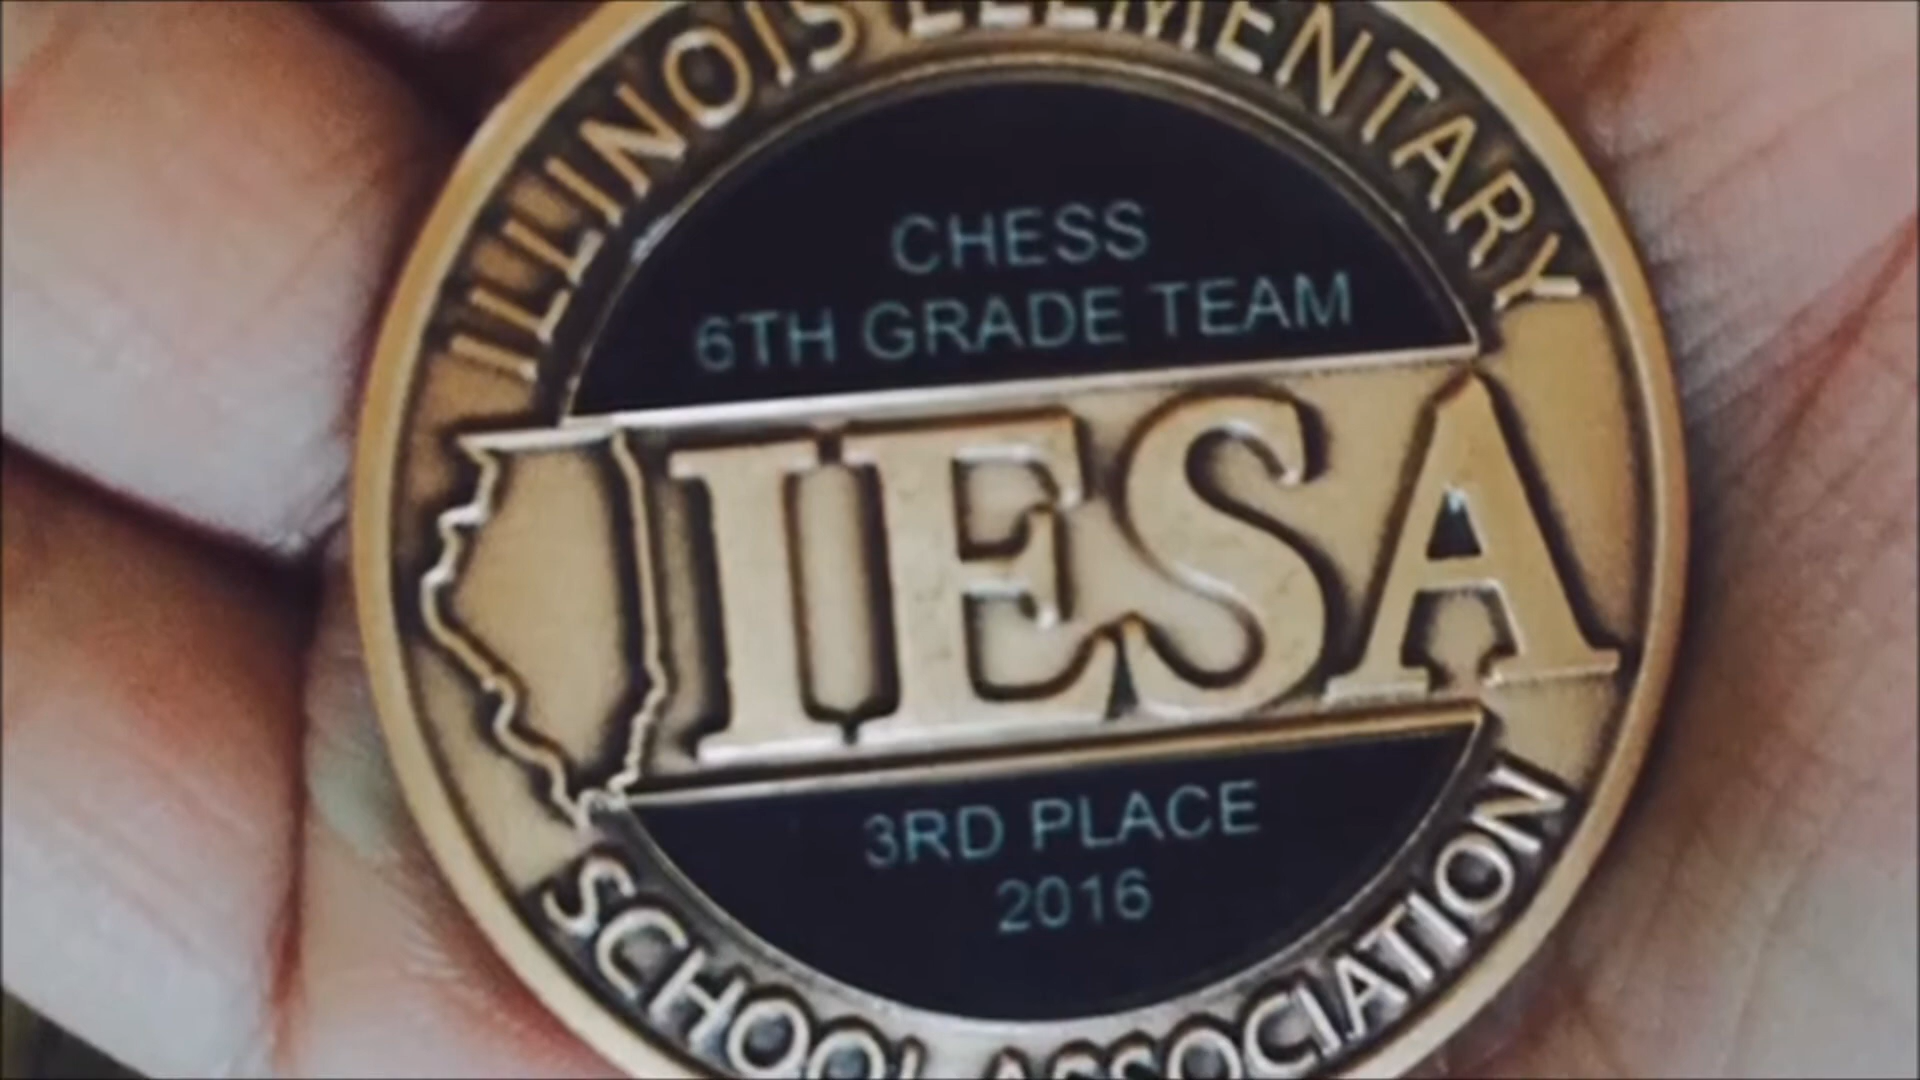 ILLINOIS ELEMENTARY
CHESS
6TH GRADE TEAM
IESA
3RD PLACE
2016
SCHOOL ASSOCIATION